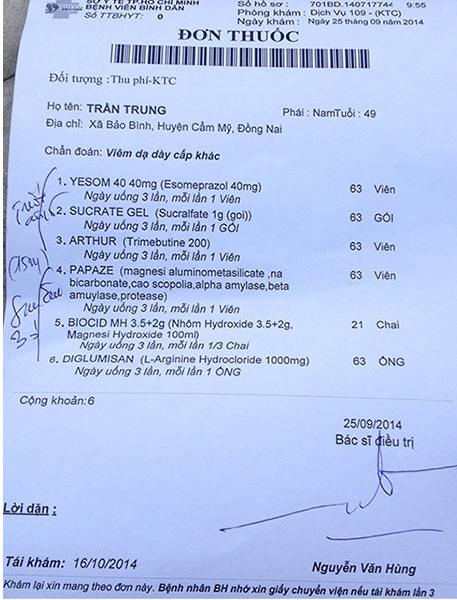 SỞ Y TẾ TP.HỒ CHÍ MINH
BỆNH VIỆN BÌNH DÂN
Số TTBHYT: 0
Số hồ sơ : 701BD.140717744 9:55
Phòng khám : Dịch Vụ 109 - (KTC)
Ngày khám : Ngày 25 tháng 09 năm 2014
ĐƠN THUỐC
Đối tượng : Thu phí-KTC
Họ tên: TRẦN TRUNG Phái : Nam Tuổi : 49
Địa chỉ: Xã Bảo Bình, Huyện Cẩm Mỹ, Đồng Nai
Chẩn đoán: Viêm dạ dày cấp khác
1. YESOM 40 40mg (Esomeprazol 40mg) 63 Viên
Ngày uống 3 lần, mỗi lần 1 Viên
2. SUCRATE GEL (Sucralfate 1g (goi)) 63 GÓI
Ngày uống 3 lần, mỗi lần 1 GÓI
3. ARTHUR (Trimebutine 200) 63 Viên
Ngày uống 3 lần, mỗi lần 1 Viên
4. PAPAZE (magnesi aluminometasilicate ,na 63 Viên
bicarbonate,cao scopolia,alpha amylase,beta
amuylase,protease)
Ngày uống 3 lần, mỗi lần 1 Viên
5. BIOCID MH 3.5+2g (Nhôm Hydroxide 3.5+2g, 21 Chai
Magnesi Hydroxide 100ml)
Ngày uống 3 lần, mỗi lần 1/3 Chai
6. DIGLUMISAN (L-Arginine Hydrocloride 1000mg) 63 ỐNG
Ngày uống 3 lần, mỗi lần 1 ỐNG
Cộng khoản:6
25/09/2014
Bác sĩ điều trị
Lời dặn :
Tái khám: 16/10/2014 Nguyễn Văn Hùng
Khám lại xin mang theo đơn này. Bệnh nhân BH nhớ xin giấy chuyển viện nếu tái khám lần 3